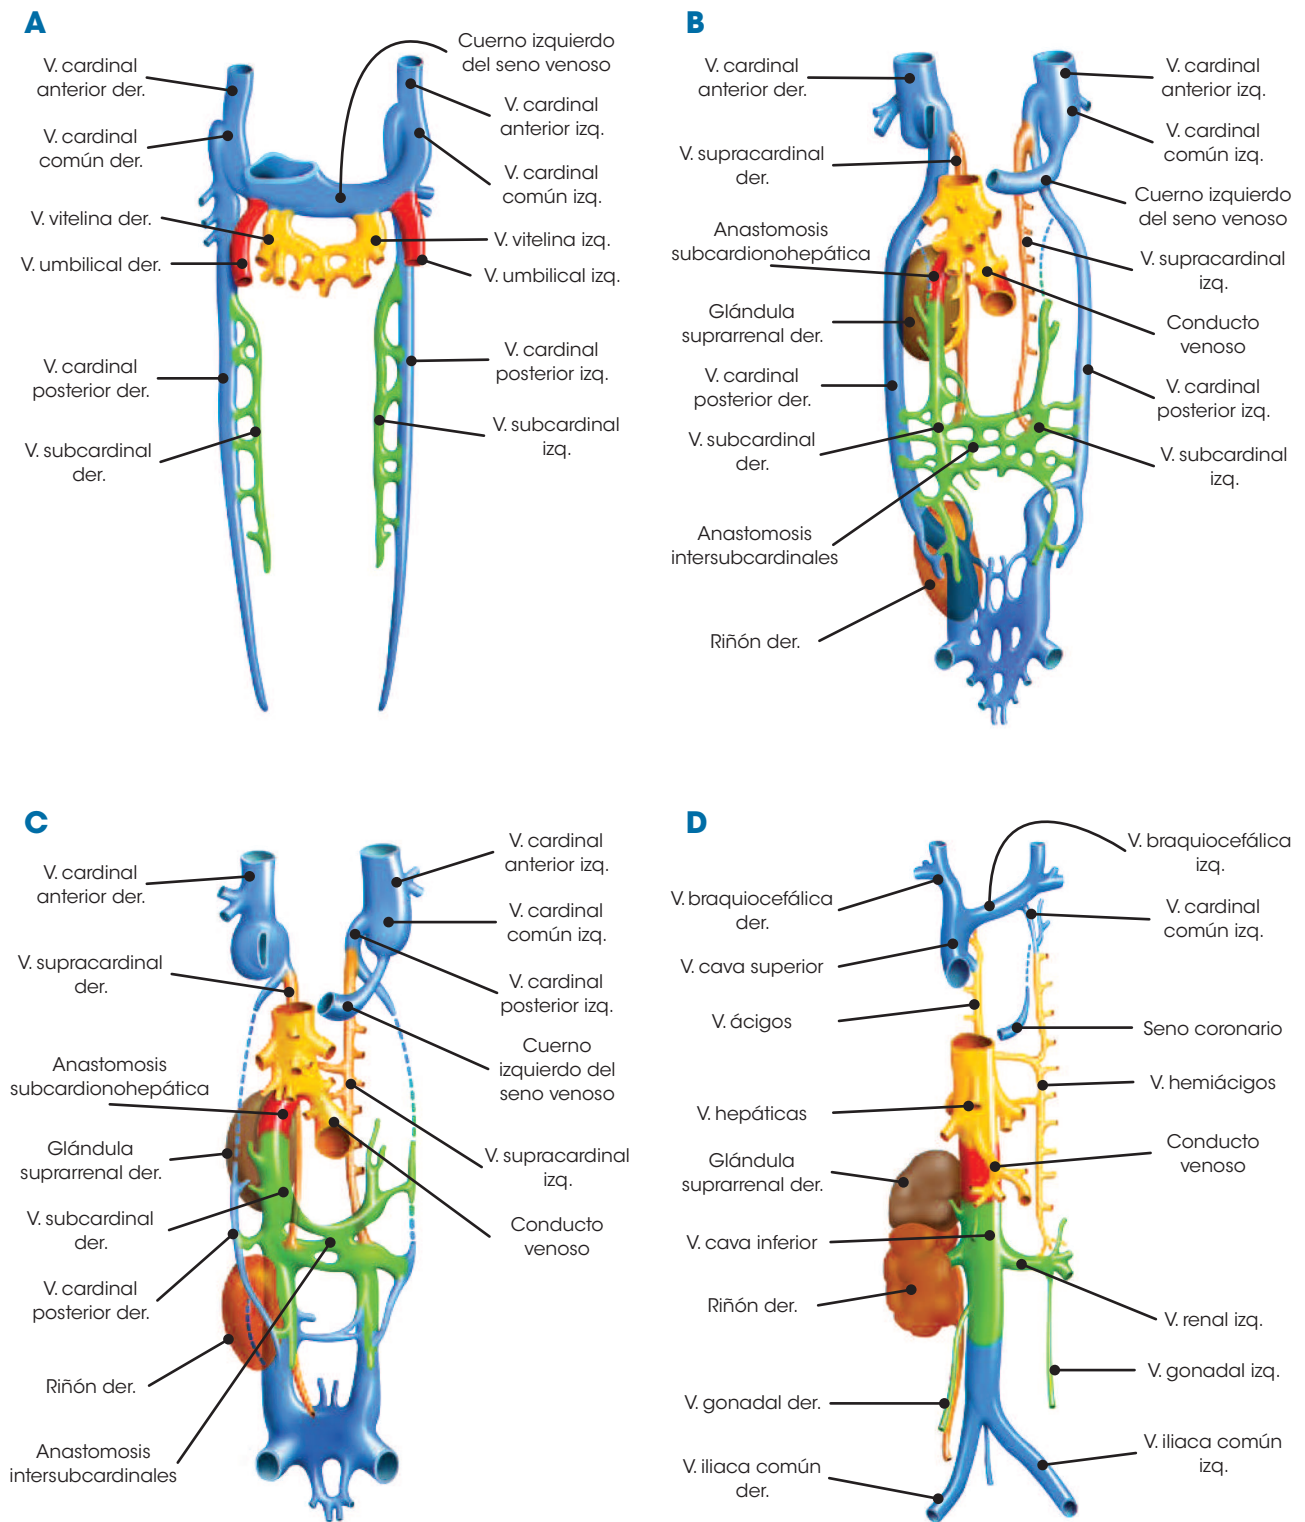 A
V. cardinal
anterior der.
V. cardinal
común der.
V. vitelina der.
V. umbilical der.
V. cardinal
posterior der.
V. subcardinal
der.
Cuerno izquierdo
del seno venoso
V. cardinal
anterior izq.
V. cardinal
común izq.
V. vitelina izq.
V. umbilical izq.
V. cardinal
posterior izq.
V. subcardinal
izq.
B
V. cardinal
anterior der.
V. supracardinal
der.
Anastomosis
subcardionohepática
Glándula
suprarrenal der.
V. cardinal
posterior der.
V. subcardinal
der.
Anastomosis
intersubcardinales
Riñón der.
V. cardinal
anterior izq.
V. cardinal
común izq.
Cuerno izquierdo
del seno venoso
V. supracardinal
izq.
Conducto
venoso
V. cardinal
posterior izq.
V. subcardinal
izq.
C
V. cardinal
anterior der.
V. supracardinal
der.
Anastomosis
subcardionohepática
Glándula
suprarrenal der.
V. subcardinal
der.
V. cardinal
posterior der.
Riñón der.
Anastomosis
intersubcardinales
V. cardinal
anterior izq.
V. cardinal
común izq.
V. cardinal
posterior izq.
Cuerno
izquierdo del
seno venoso
V. supracardinal
izq.
Conducto
venoso
D
V. braquiocefálica
der.
V. cava superior
V. ácigos
V. hepáticas
Glándula
suprarrenal der.
V. cava inferior
Riñón der.
V. gonadal der.
V. iliaca común
der.
V. braquiocefálica
izq.
V. cardinal
común izq.
Seno coronario
V. hemiácigos
Conducto
venoso
V. renal izq.
V. gonadal izq.
V. iliaca común
izq.